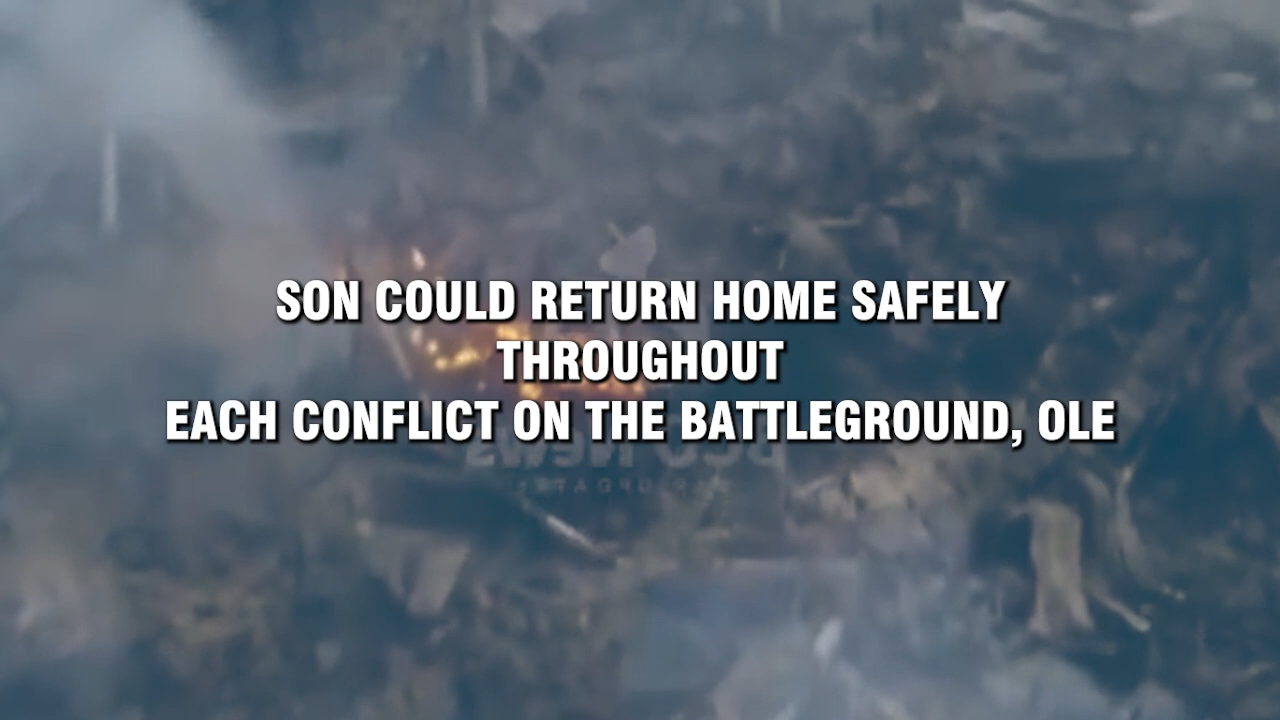 SON COULD RETURN HOME SAFELY
THROUGHOUT
EACH CONFLICT ON THE BATTLEGROUND, OLE